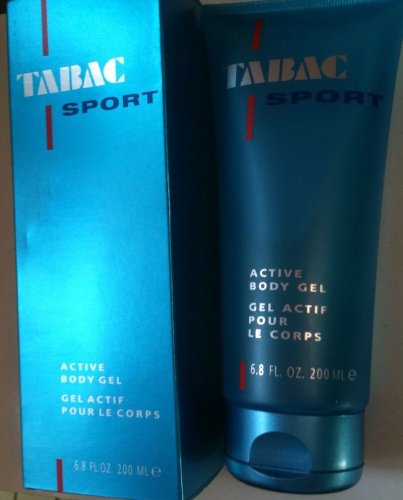 TABAC
SPORT
ACTIVE
BODY GEL
GEL ACTIF
POUR LE CORPS
6.8 FL. OZ. 200 ML e
TABAC
SPORT
ACTIVE
BODY GEL
GEL ACTIF
POUR
LE CORPS
6.8 FL. OZ. 200 ML e